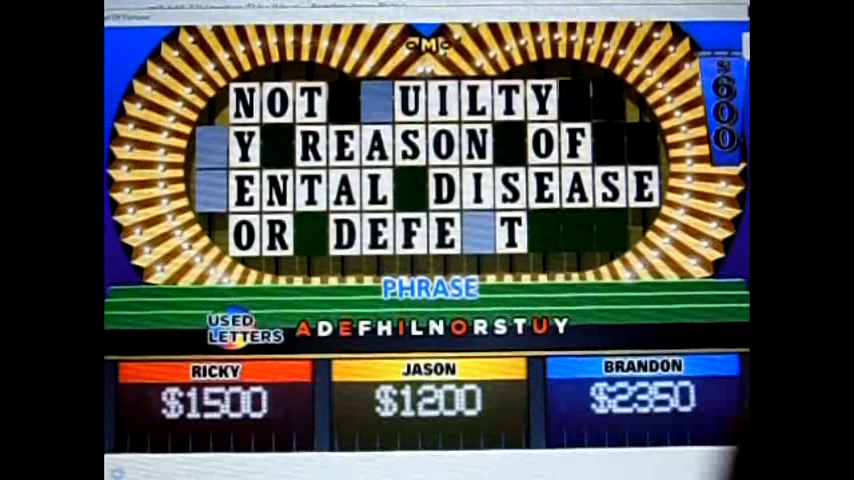 M
NOT UILTY
Y REASON OF
ENTAL DISEASE
OR DEFE T
$600
PHRASE
USED
LETTERS ADEFHILNORSTUY
RICKY JASON BRANDON
$1500 $1200 $2350